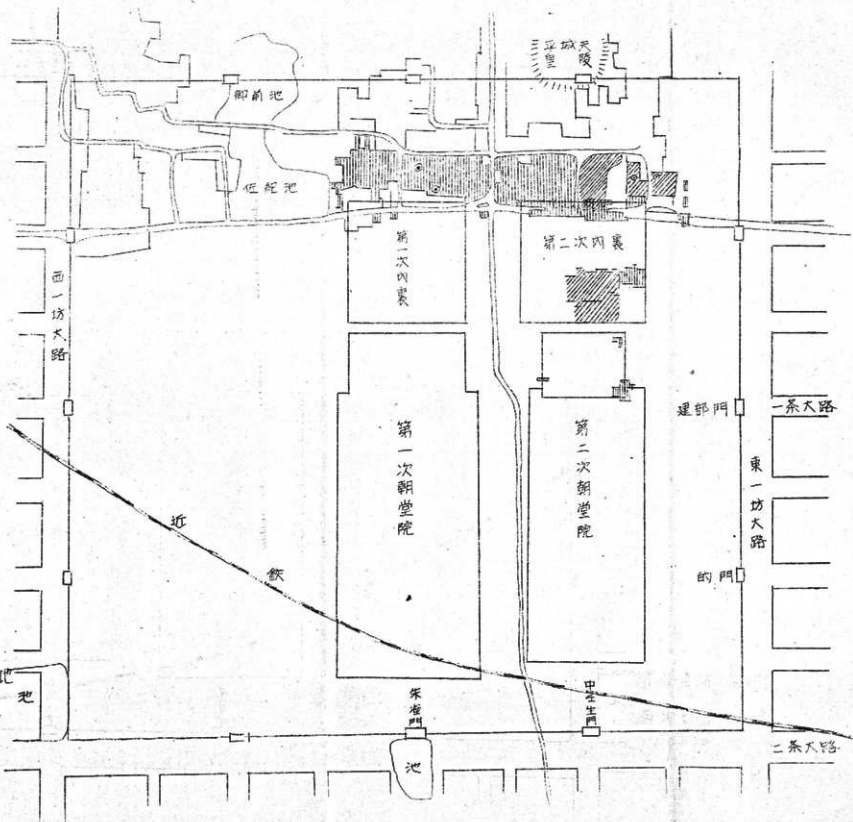 平城天皇陵
御前池
佐紀池
第一次内裏
第二次内裏
西一坊大路
建部門
一条大路
第一次朝堂院
第二次朝堂院
東一坊大路
近鉄
的門
池
池
朱雀門
中壬生門
二条大路
池